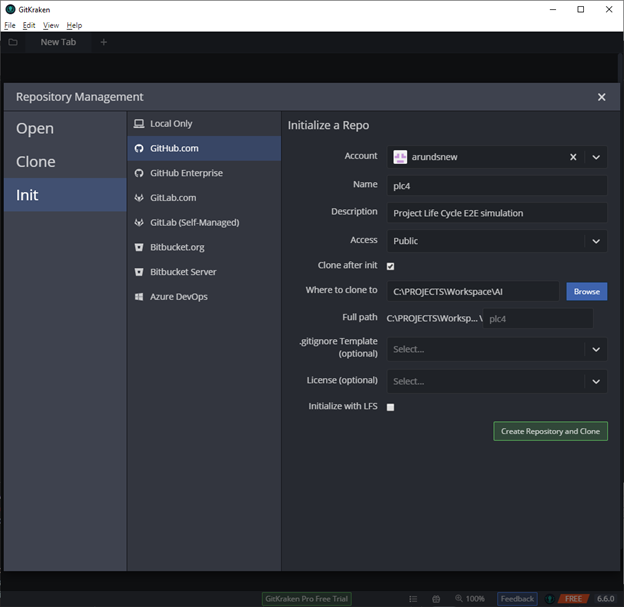 GitKraken
File Edit View Help
New Tab +
Repository Management
Open
Clone
Init
Local Only
GitHub.com
GitHub Enterprise
GitLab.com
GitLab (Self-Managed)
Bitbucket.org
Bitbucket Server
Azure DevOps
Initialize a Repo
Account arundsnew
Name plc4
Description Project Life Cycle E2E simulation
Access Public
Clone after init
Where to clone to C:\PROJECTS\Workspace\AI Browse
Full path C:\PROJECTS\Worksp... \ plc4
.gitignore Template
(optional) Select...
License (optional) Select...
Initialize with LFS
Create Repository and Clone
GitKraken Pro Free Trial 100% Feedback FREE 6.6.0